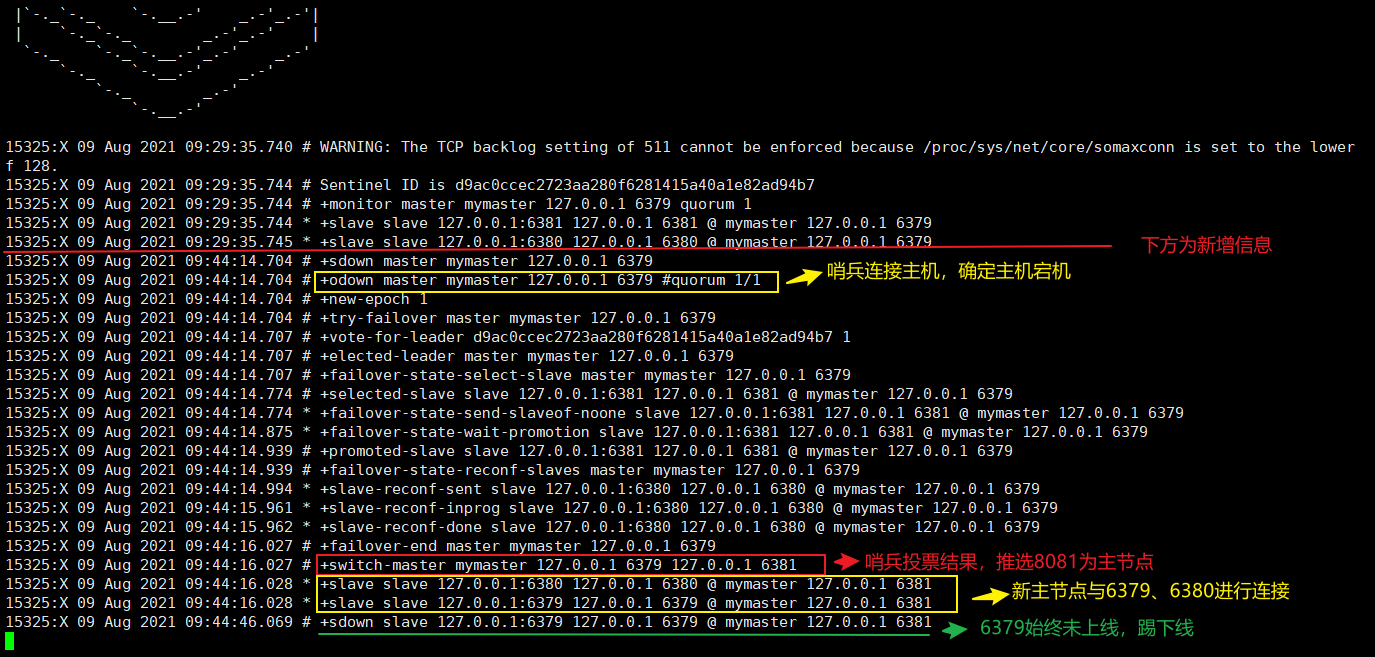 15325:X 09 Aug 2021 09:29:35.740 # WARNING: The TCP backlog setting of 511 cannot be enforced because /proc/sys/net/core/somaxconn is set to the lower
f 128.
15325:X 09 Aug 2021 09:29:35.744 # Sentinel ID is d9ac0ccec2723aa280f6281415a40a1e82ad94b7
15325:X 09 Aug 2021 09:29:35.744 # +monitor master mymaster 127.0.0.1 6379 quorum 1
15325:X 09 Aug 2021 09:29:35.744 * +slave slave 127.0.0.1:6381 127.0.0.1 6381 @ mymaster 127.0.0.1 6379
15325:X 09 Aug 2021 09:29:35.745 * +slave slave 127.0.0.1:6380 127.0.0.1 6380 @ mymaster 127.0.0.1 6379
下方为新增信息
15325:X 09 Aug 2021 09:44:14.704 # +sdown master mymaster 127.0.0.1 6379
15325:X 09 Aug 2021 09:44:14.704 # +odown master mymaster 127.0.0.1 6379 #quorum 1/1
哨兵连接主机，确定主机宕机
15325:X 09 Aug 2021 09:44:14.704 # +new-epoch 1
15325:X 09 Aug 2021 09:44:14.704 # +try-failover master mymaster 127.0.0.1 6379
15325:X 09 Aug 2021 09:44:14.707 # +vote-for-leader d9ac0ccec2723aa280f6281415a40a1e82ad94b7 1
15325:X 09 Aug 2021 09:44:14.707 # +elected-leader master mymaster 127.0.0.1 6379
15325:X 09 Aug 2021 09:44:14.707 # +failover-state-select-slave master mymaster 127.0.0.1 6379
15325:X 09 Aug 2021 09:44:14.774 # +selected-slave slave 127.0.0.1:6381 127.0.0.1 6381 @ mymaster 127.0.0.1 6379
15325:X 09 Aug 2021 09:44:14.774 * +failover-state-send-slaveof-noone slave 127.0.0.1:6381 127.0.0.1 6381 @ mymaster 127.0.0.1 6379
15325:X 09 Aug 2021 09:44:14.875 * +failover-state-wait-promotion slave 127.0.0.1:6381 127.0.0.1 6381 @ mymaster 127.0.0.1 6379
15325:X 09 Aug 2021 09:44:14.939 # +promoted-slave slave 127.0.0.1:6381 127.0.0.1 6381 @ mymaster 127.0.0.1 6379
15325:X 09 Aug 2021 09:44:14.939 # +failover-state-reconf-slaves master mymaster 127.0.0.1 6379
15325:X 09 Aug 2021 09:44:14.994 * +slave-reconf-sent slave 127.0.0.1:6380 127.0.0.1 6380 @ mymaster 127.0.0.1 6379
15325:X 09 Aug 2021 09:44:15.961 * +slave-reconf-inprog slave 127.0.0.1:6380 127.0.0.1 6380 @ mymaster 127.0.0.1 6379
15325:X 09 Aug 2021 09:44:15.962 * +slave-reconf-done slave 127.0.0.1:6380 127.0.0.1 6380 @ mymaster 127.0.0.1 6379
15325:X 09 Aug 2021 09:44:16.027 # +failover-end master mymaster 127.0.0.1 6379
15325:X 09 Aug 2021 09:44:16.027 # +switch-master mymaster 127.0.0.1 6379 127.0.0.1 6381
哨兵投票结果，推选8081为主节点
15325:X 09 Aug 2021 09:44:16.028 * +slave slave 127.0.0.1:6380 127.0.0.1 6380 @ mymaster 127.0.0.1 6381
新主节点与6379、6380进行连接
15325:X 09 Aug 2021 09:44:16.028 * +slave slave 127.0.0.1:6379 127.0.0.1 6379 @ mymaster 127.0.0.1 6381
15325:X 09 Aug 2021 09:44:46.069 # +sdown slave 127.0.0.1:6379 127.0.0.1 6379 @ mymaster 127.0.0.1 6381
6379始终未上线，踢下线